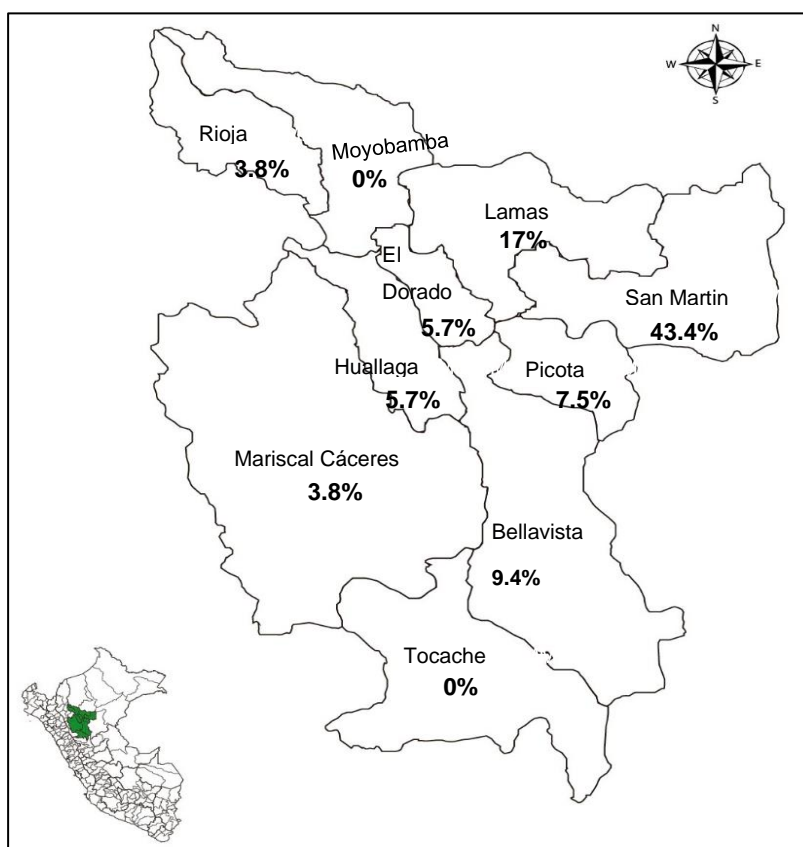 N
W E
S
Rioja
3.8%
Moyobamba
0%
Lamas
17%
El
Dorado
5.7%
San Martin
43.4%
Huallaga
5.7%
Picota
7.5%
Mariscal Cáceres
3.8%
Bellavista
9.4%
Tocache
0%